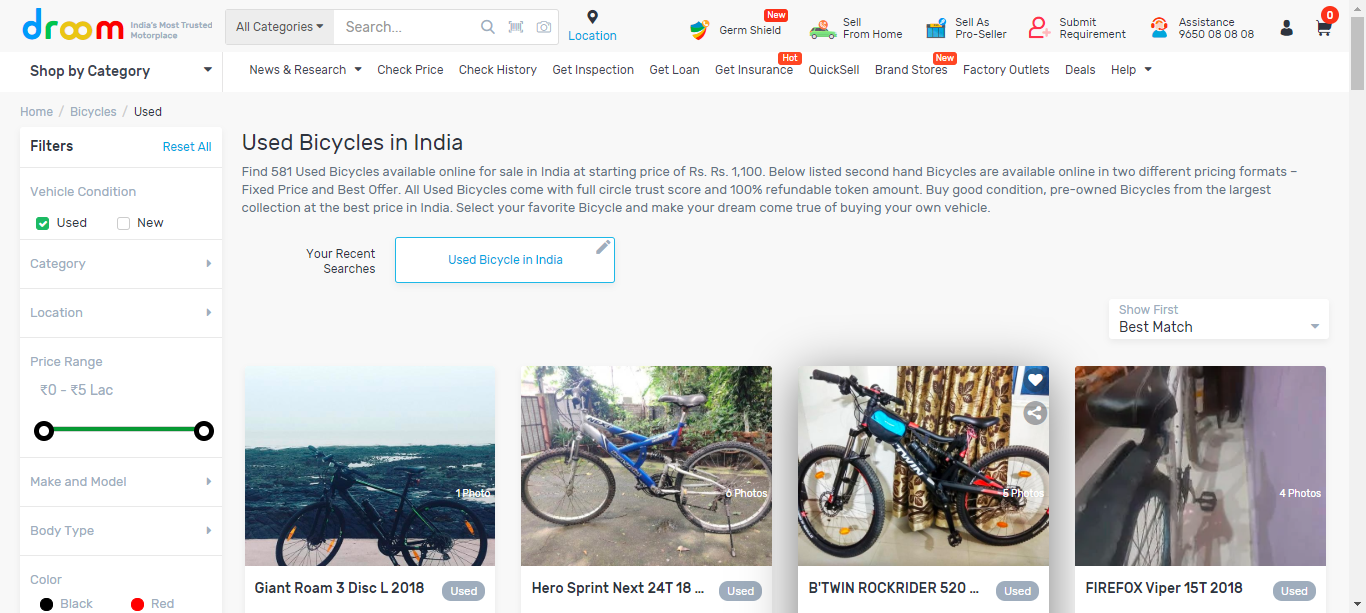 droom India's Most Trusted
Motorplace
All Categories
Search...
Location
New
Germ Shield
Sell
From Home
Sell As
Pro-Seller
Submit
Requirement
Assistance
9650 08 08 08
0
Shop by Category
News & Research
Check Price
Check History
Get Inspection
Get Loan
Get Insurance
Hot
QuickSell
Brand Stores
New
Factory Outlets
Deals
Help
Home / Bicycles / Used
Filters
Reset All
Vehicle Condition
Used
New
Category
Location
Price Range
₹0 - ₹5 Lac
Make and Model
Body Type
Color
Black
Red
Used Bicycles in India
Find 581 Used Bicycles available online for sale in India at starting price of Rs. Rs. 1,100. Below listed second hand Bicycles are available online in two different pricing formats –
Fixed Price and Best Offer. All Used Bicycles come with full circle trust score and 100% refundable token amount. Buy good condition, pre-owned Bicycles from the largest
collection at the best price in India. Select your favorite Bicycle and make your dream come true of buying your own vehicle.
Your Recent
Searches
Used Bicycle in India
Show First
Best Match
1 Photo
6 Photos
TWIN
5 Photos
4 Photos
Giant Roam 3 Disc L 2018
Used
Hero Sprint Next 24T 18 ...
Used
B'TWIN ROCKRIDER 520 ...
Used
FIREFOX Viper 15T 2018
Used